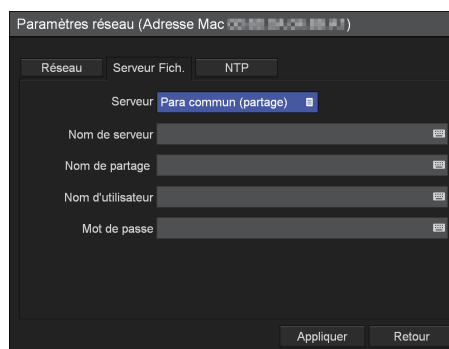 Paramètres réseau (Adresse Mac )
Réseau Serveur Fich. NTP
Serveur Para commun (partage)
Nom de serveur
Nom de partage
Nom d'utilisateur
Mot de passe
Appliquer Retour